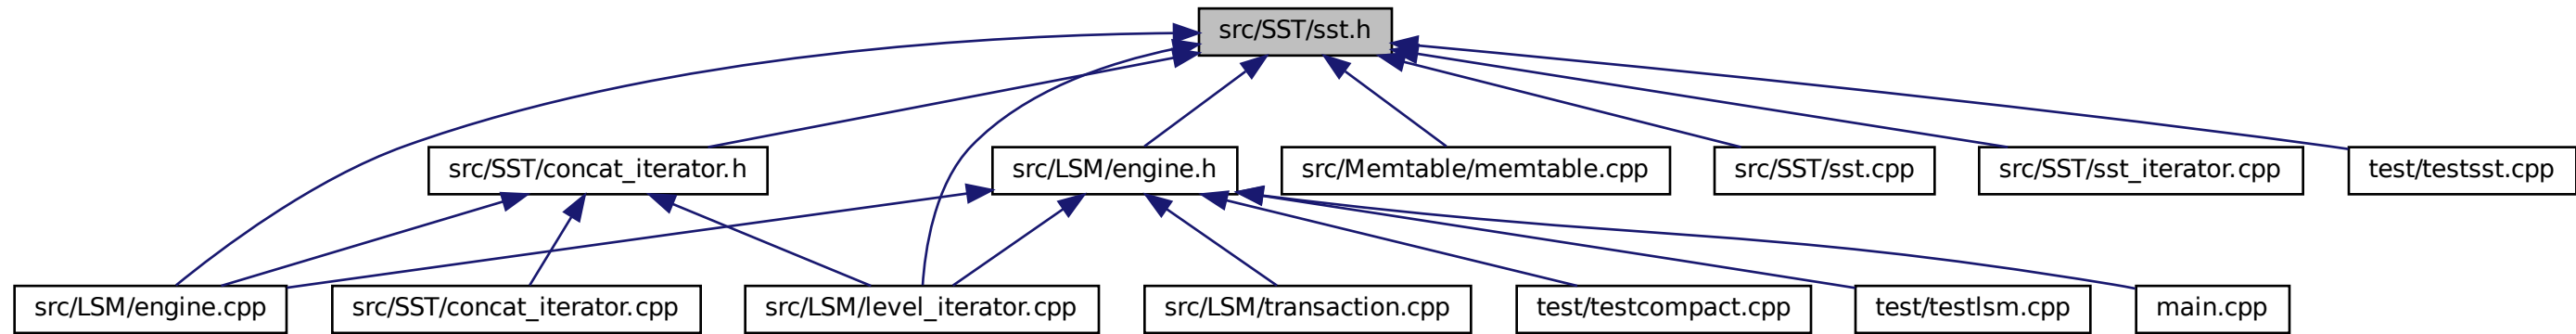 src/SST/sst.h
src/SST/concat_iterator.h
src/LSM/engine.h
src/Memtable/memtable.cpp
src/SST/sst.cpp
src/SST/sst_iterator.cpp
test/testsst.cpp
src/LSM/engine.cpp
src/SST/concat_iterator.cpp
src/LSM/level_iterator.cpp
src/LSM/transaction.cpp
test/testcompact.cpp
test/testlsm.cpp
main.cpp